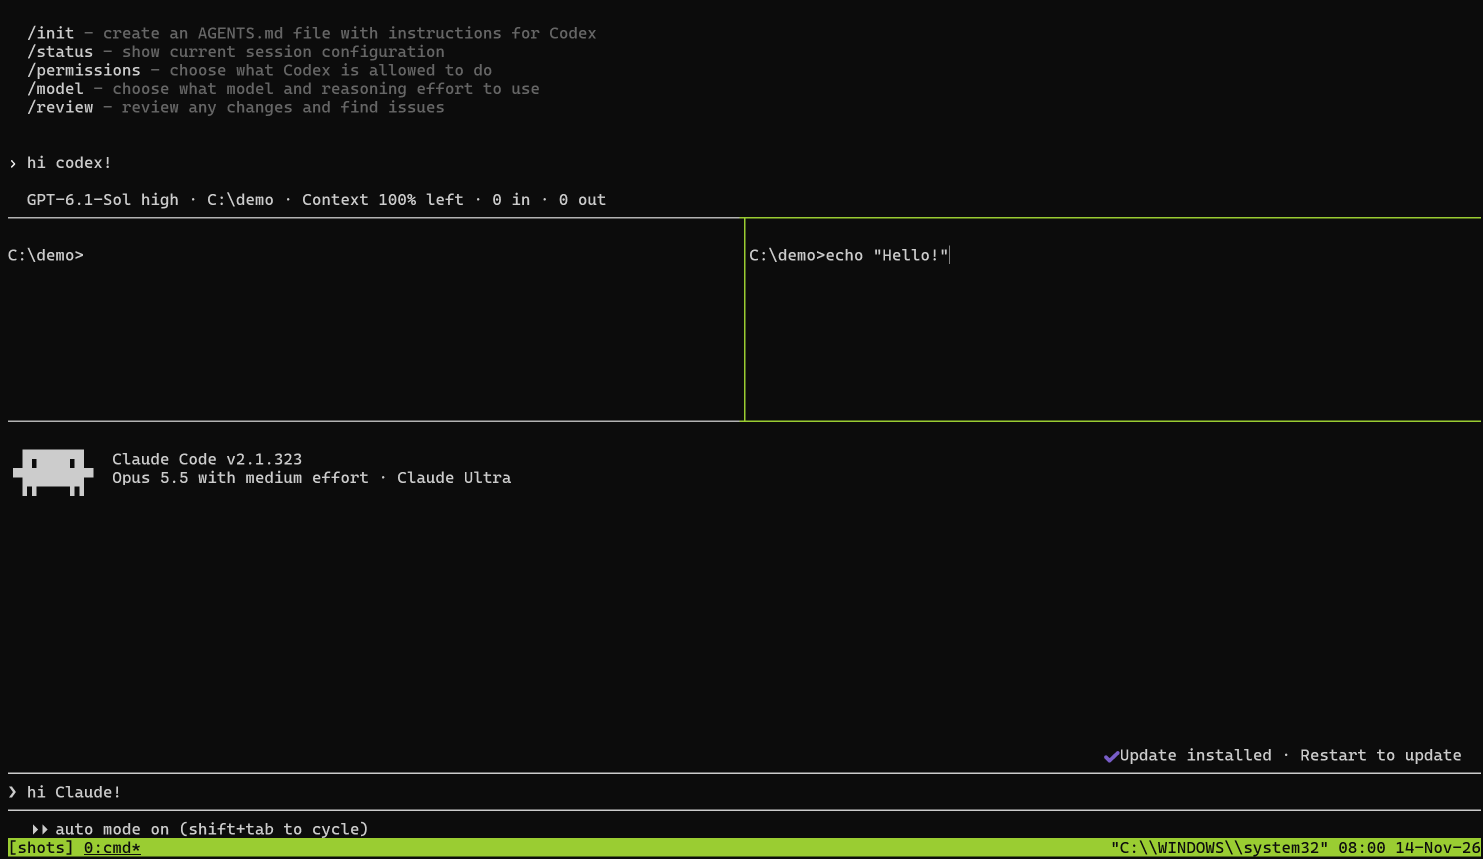 /init - create an AGENTS.md file with instructions for Codex
/status - show current session configuration
/permissions - choose what Codex is allowed to do
/model - choose what model and reasoning effort to use
/review - review any changes and find issues
› hi codex!
GPT-6.1-Sol high · C:\demo · Context 100% left · 0 in · 0 out
C:\demo>
C:\demo>echo "Hello!"
Claude Code v2.1.323
Opus 5.5 with medium effort · Claude Ultra
✔Update installed · Restart to update
❯ hi Claude!
⏵⏵ auto mode on (shift+tab to cycle)
[shots] 0:cmd* "C:\\WINDOWS\\system32" 08:00 14-Nov-26